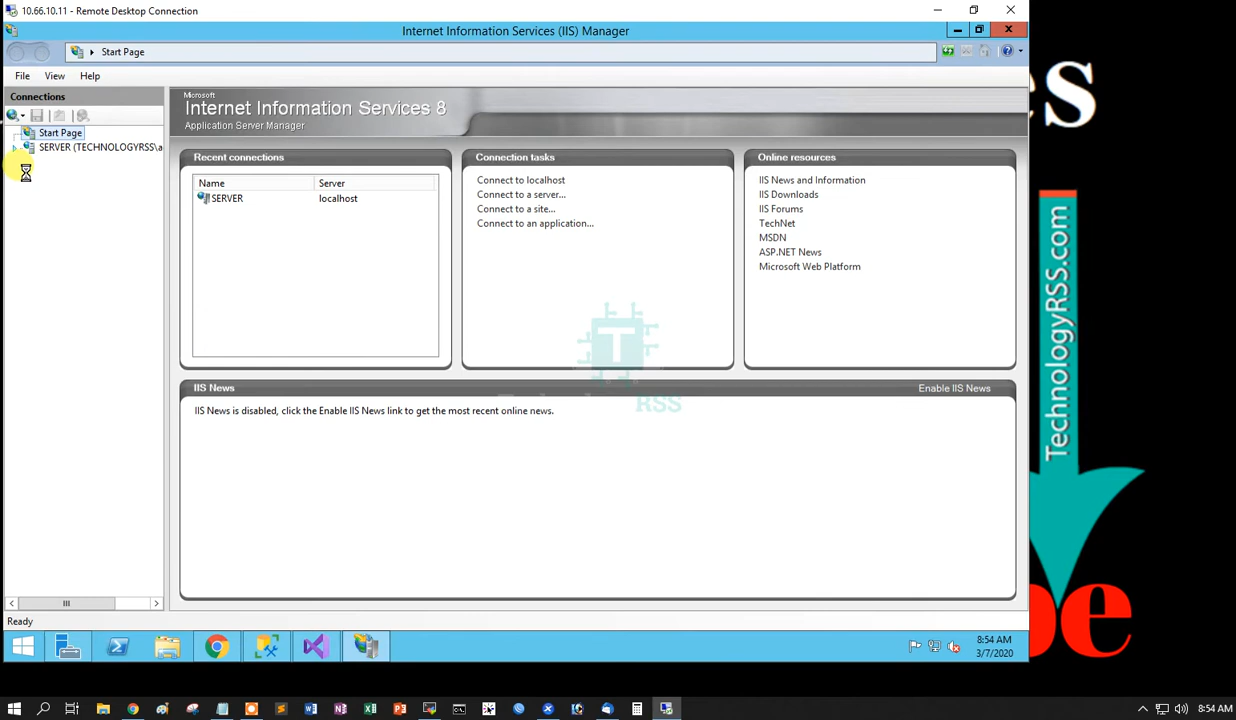 10.66.10.11 - Remote Desktop Connection
Internet Information Services (IIS) Manager
Start Page
File View Help
Connections
Start Page
SERVER (TECHNOLOGYRSS\a
Microsoft
Internet Information Services 8
Application Server Manager
Recent connections
Name Server
SERVER localhost
Connection tasks
Connect to localhost
Connect to a server...
Connect to a site...
Connect to an application...
Online resources
IIS News and Information
IIS Downloads
IIS Forums
TechNet
MSDN
ASP.NET News
Microsoft Web Platform
IIS News Enable IIS News
IIS News is disabled, click the Enable IIS News link to get the most recent online news.
T
RSS
Ready
8:54 AM
3/7/2020
es
TechnologyRSS.com
be
8:54 AM